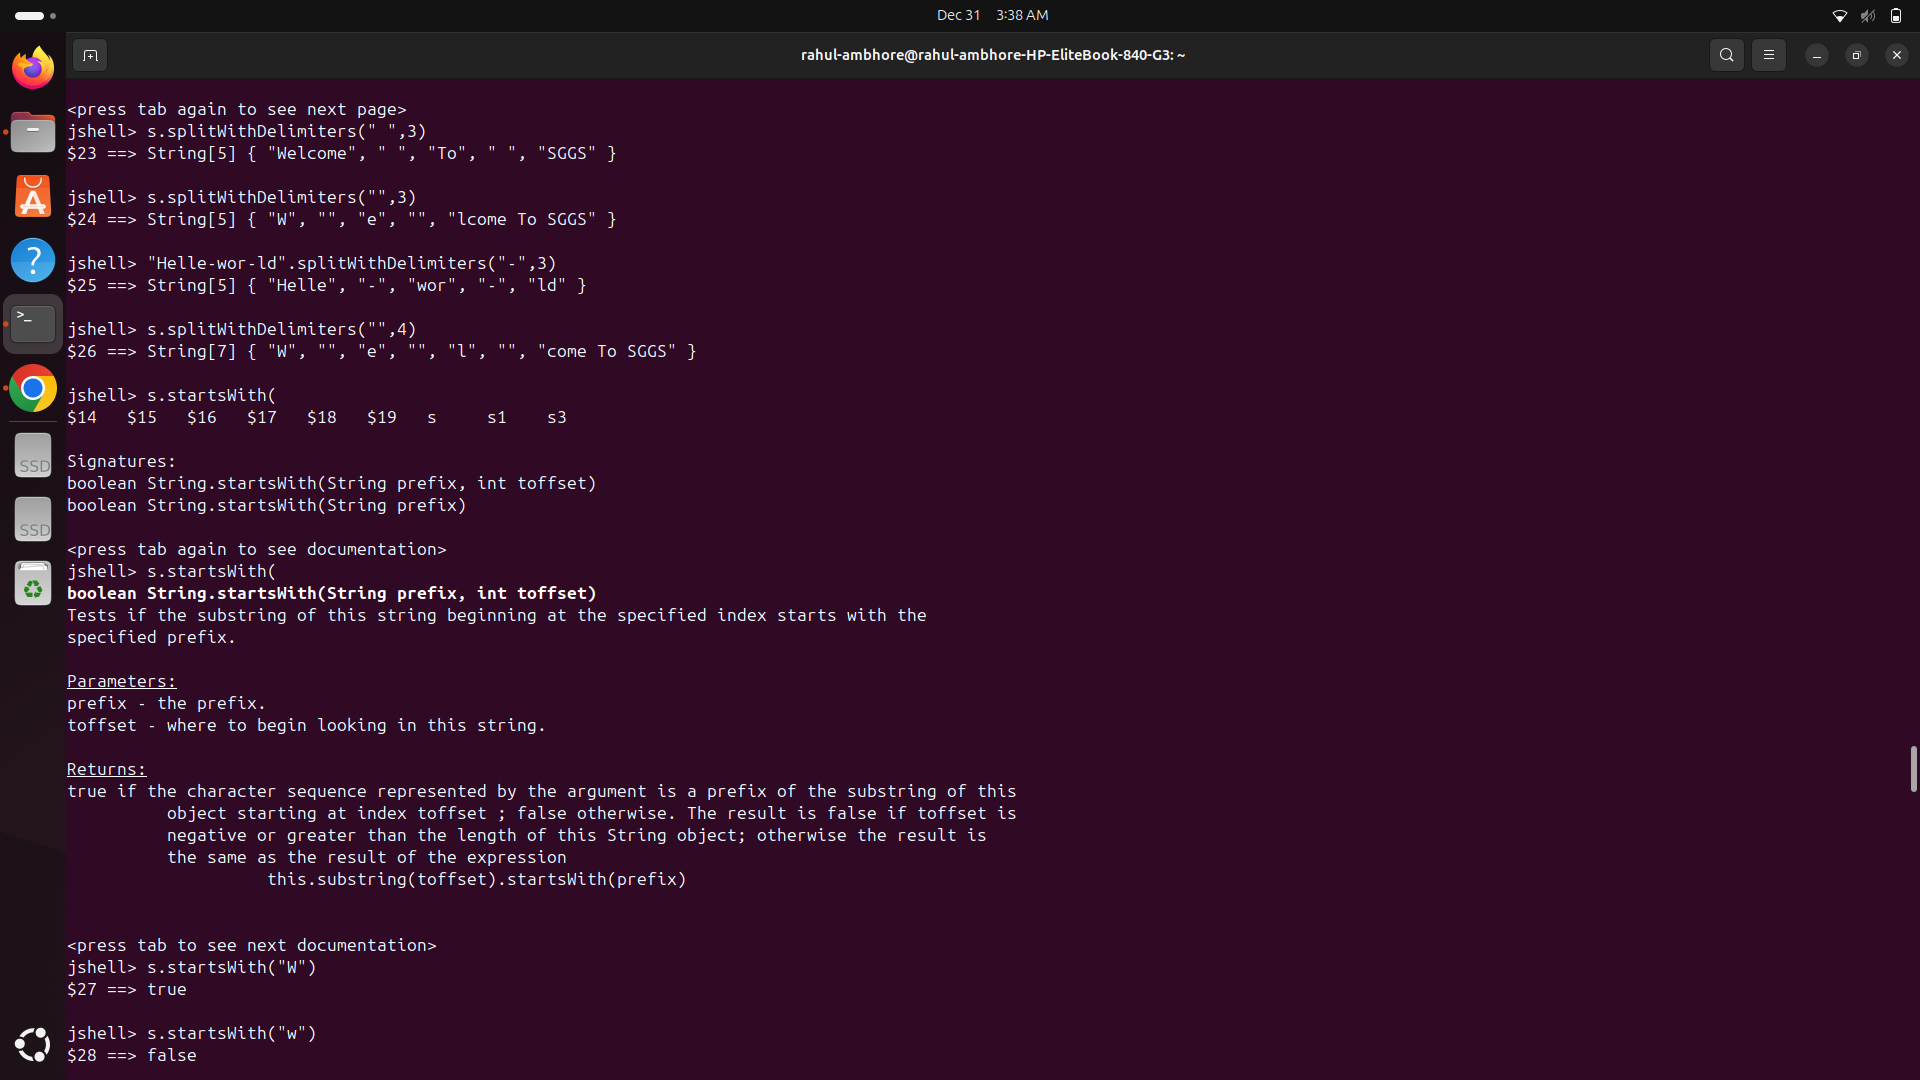 Dec 31 3:38 AM
rahul-ambhore@rahul-ambhore-HP-EliteBook-840-G3: ~
<press tab again to see next page>
jshell> s.splitWithDelimiters(" ",3)
$23 ==> String[5] { "Welcome", " ", "To", " ", "SGGS" }
jshell> s.splitWithDelimiters("",3)
$24 ==> String[5] { "W", "", "e", "", "lcome To SGGS" }
jshell> "Helle-wor-ld".splitWithDelimiters("-",3)
$25 ==> String[5] { "Helle", "-", "wor", "-", "ld" }
jshell> s.splitWithDelimiters("",4)
$26 ==> String[7] { "W", "", "e", "", "l", "", "come To SGGS" }
jshell> s.startsWith(
$14 $15 $16 $17 $18 $19 s s1 s3
Signatures:
boolean String.startsWith(String prefix, int toffset)
boolean String.startsWith(String prefix)
<press tab again to see documentation>
jshell> s.startsWith(
boolean String.startsWith(String prefix, int toffset)
Tests if the substring of this string beginning at the specified index starts with the
specified prefix.
Parameters:
prefix - the prefix.
toffset - where to begin looking in this string.
Returns:
true if the character sequence represented by the argument is a prefix of the substring of this
object starting at index toffset ; false otherwise. The result is false if toffset is
negative or greater than the length of this String object; otherwise the result is
the same as the result of the expression
this.substring(toffset).startsWith(prefix)
<press tab to see next documentation>
jshell> s.startsWith("W")
$27 ==> true
jshell> s.startsWith("w")
$28 ==> false
SSD
SSD